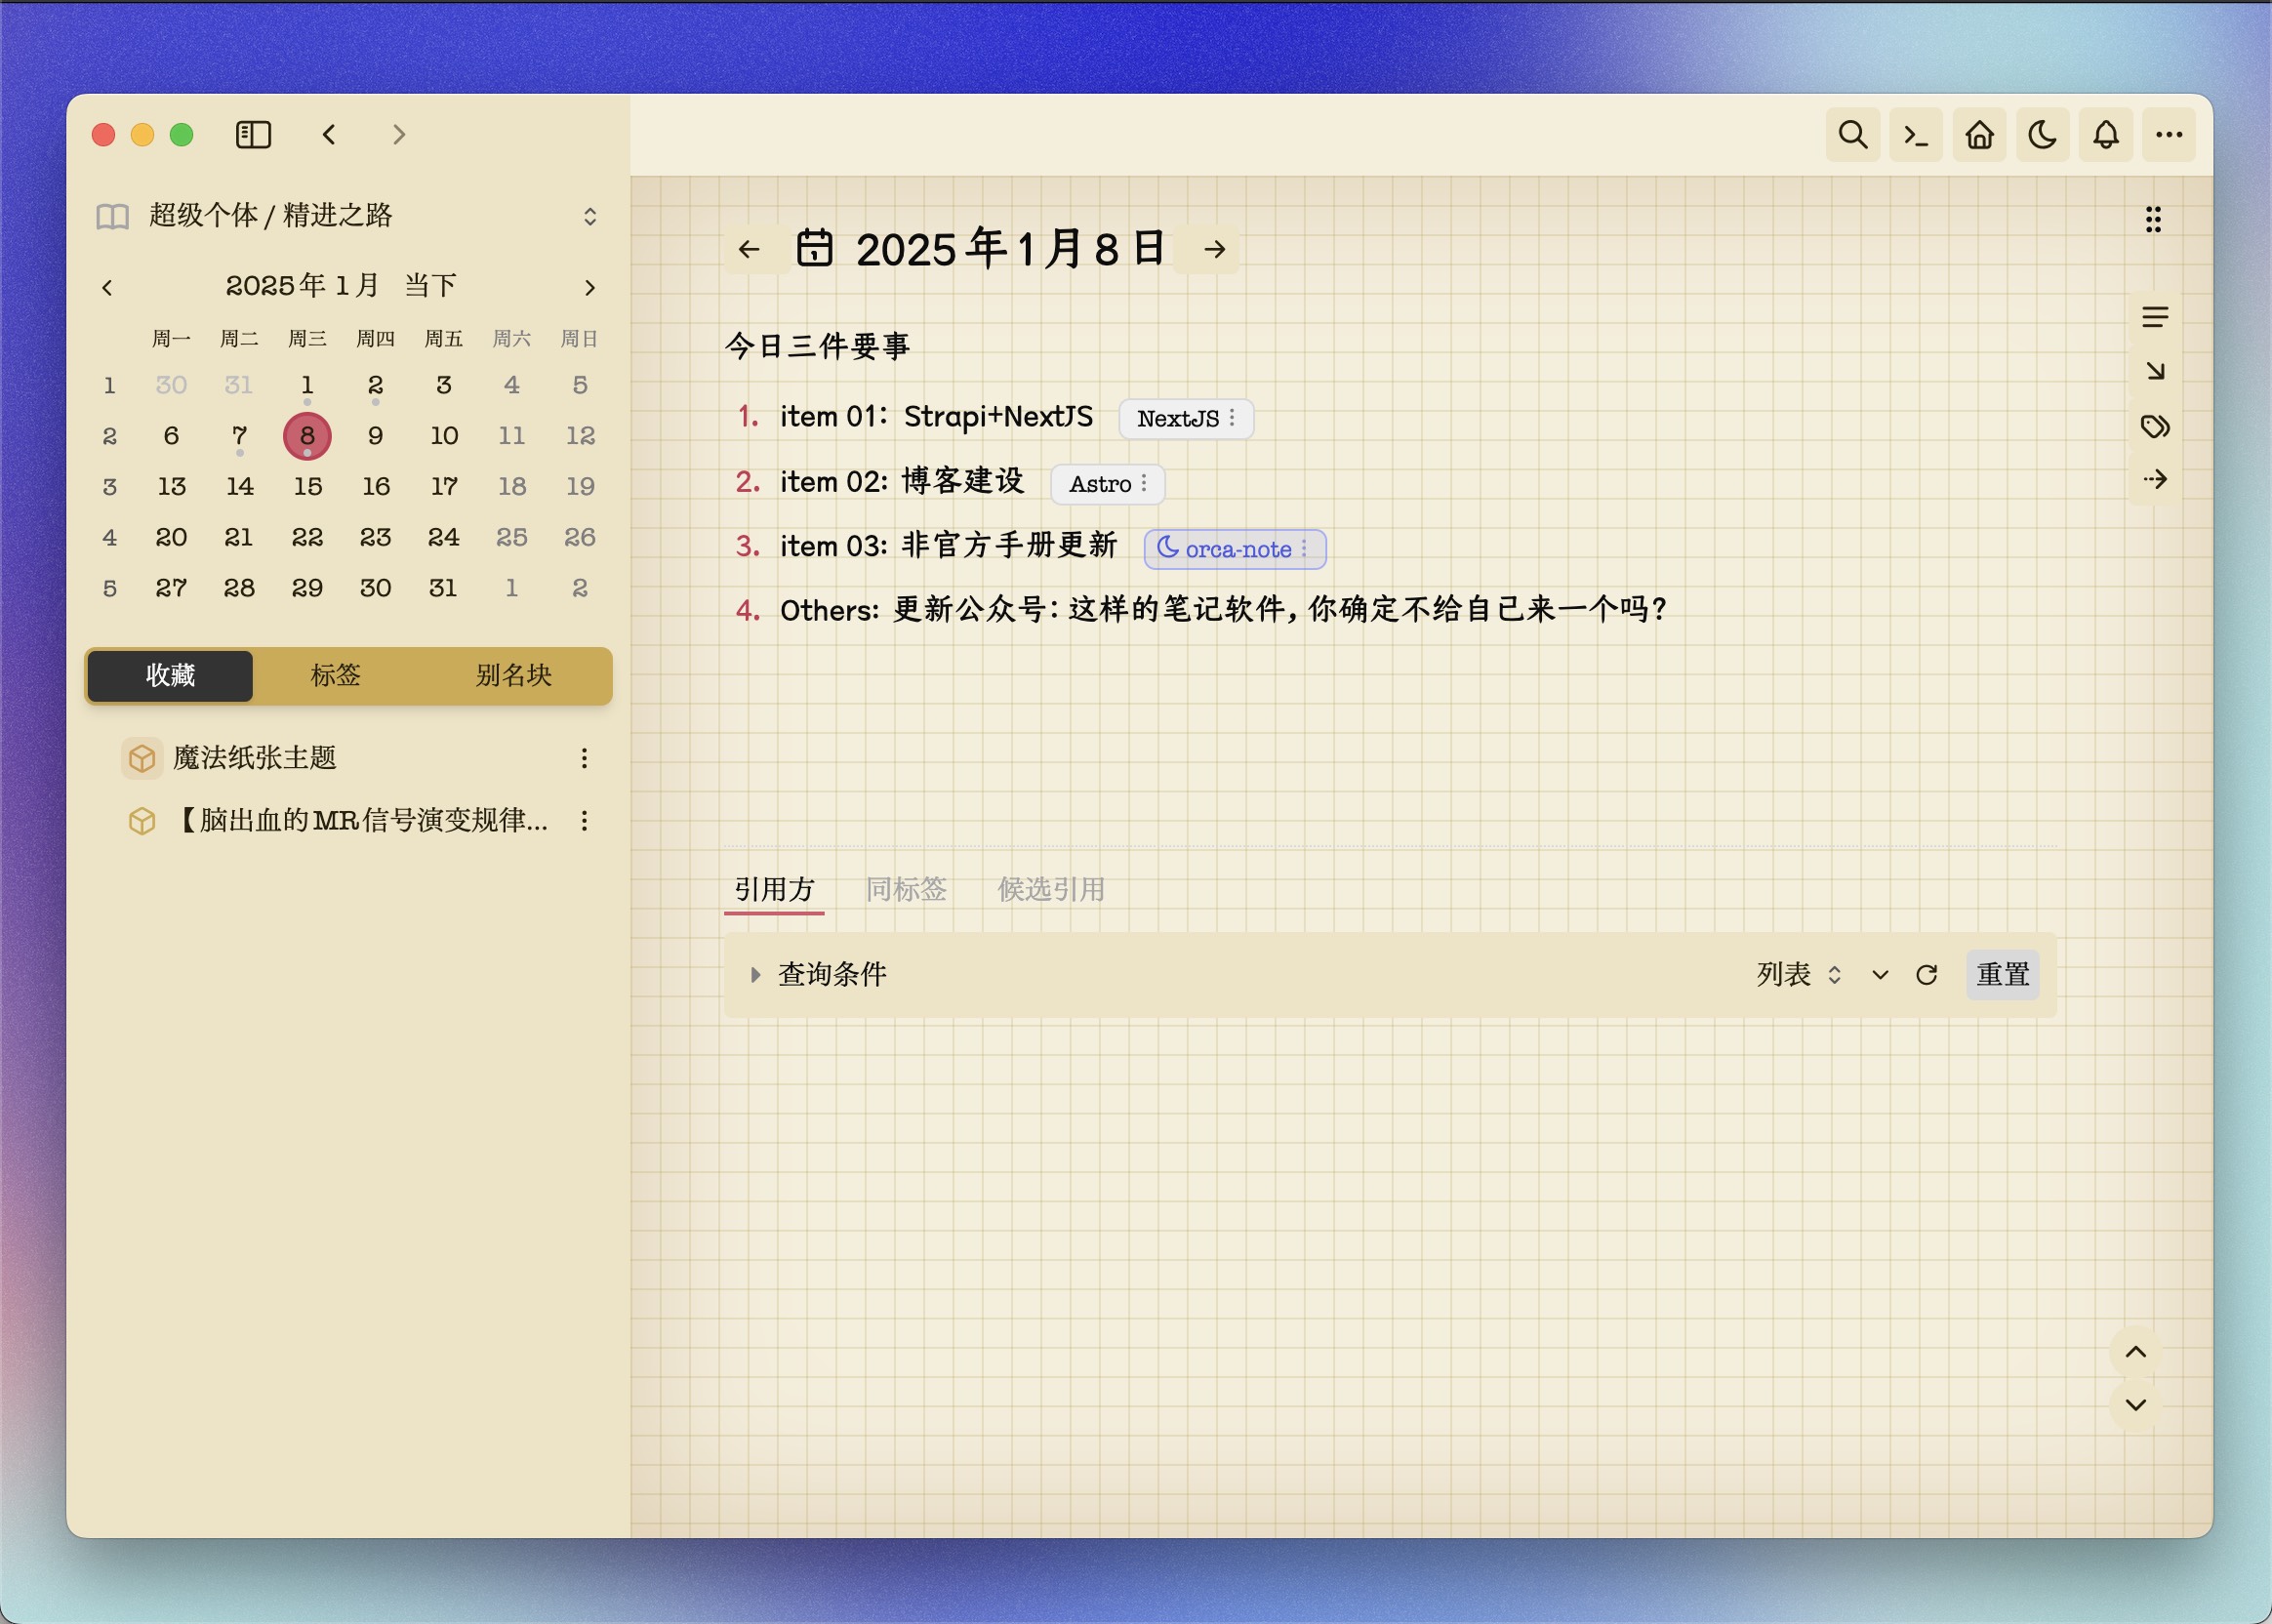 超级个体 / 精进之路
2025年 1月 当下
周一 周二 周三 周四 周五 周六 周日
1 30 31 1 2 3 4 5
2 6 7 8 9 10 11 12
3 13 14 15 16 17 18 19
4 20 21 22 23 24 25 26
5 27 28 29 30 31 1 2
收藏 标签 别名块
魔法纸张主题
【脑出血的MR信号演变规律...
2025年1月8日
今日三件要事
1. item 01: Strapi+NextJS NextJS
2. item 02: 博客建设 Astro
3. item 03: 非官方手册更新 orca-note
4. Others: 更新公众号：这样的笔记软件，你确定不给自己来一个吗？
引用方 同标签 候选引用
查询条件 列表 重置